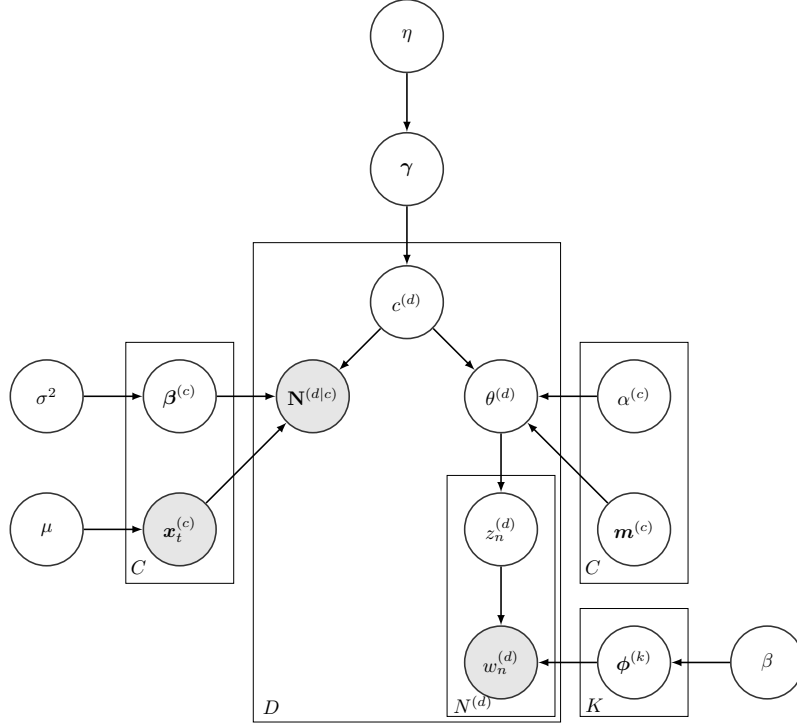 η
γ
c^{(d)}
σ² β^{(c)} N^{(d|c)} θ^{(d)} α^{(c)}
μ x_t^{(c)} z_n^{(d)} m^{(c)}
C C
w_n^{(d)} ϕ^{(k)} β
D N^{(d)} K